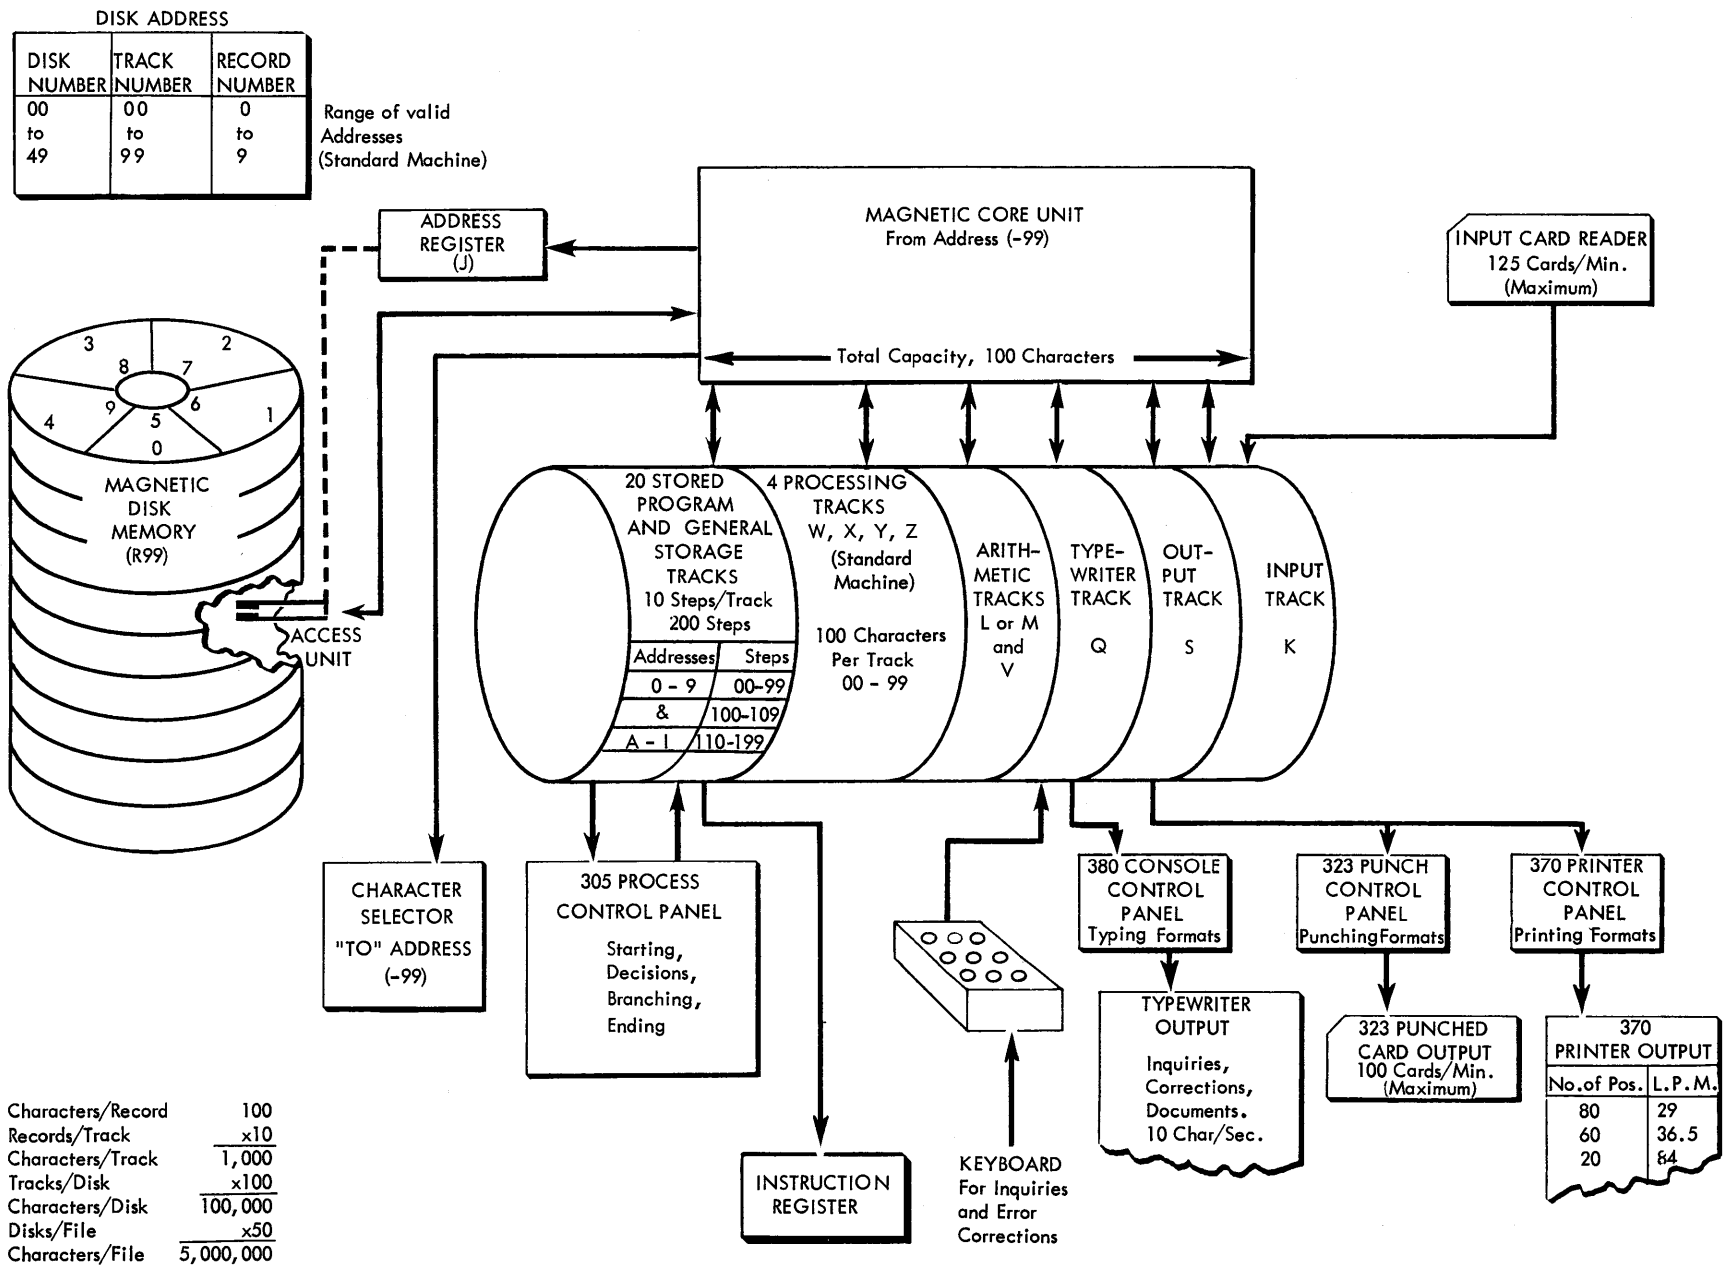 DISK ADDRESS
DISK NUMBER
TRACK NUMBER
RECORD NUMBER
00 to 49
00 to 99
0 to 9
Range of valid
Addresses
(Standard Machine)
ADDRESS
REGISTER
(J)
MAGNETIC CORE UNIT
From Address (-99)
Total Capacity, 100 Characters
INPUT CARD READER
125 Cards/Min.
(Maximum)
3
2
8
7
9
6
4
5
1
0
MAGNETIC
DISK
MEMORY
(R99)
ACCESS
UNIT
20 STORED
PROGRAM
AND GENERAL
STORAGE
TRACKS
10 Steps/Track
200 Steps
Addresses Steps
0 - 9 00-99
& 100-109
A - I 110-199
4 PROCESSING
TRACKS
W, X, Y, Z
(Standard
Machine)
100 Characters
Per Track
00 - 99
ARITH-
METIC
TRACKS
L or M
and
V
TYPE-
WRITER
TRACK
Q
OUT-
PUT
TRACK
S
INPUT
TRACK
K
CHARACTER
SELECTOR
"TO" ADDRESS
(-99)
305 PROCESS
CONTROL PANEL
Starting,
Decisions,
Branching,
Ending
INSTRUCTION
REGISTER
KEYBOARD
For Inquiries
and Error
Corrections
380 CONSOLE
CONTROL
PANEL
Typing Formats
TYPEWRITER
OUTPUT
Inquiries,
Corrections,
Documents.
10 Char/Sec.
323 PUNCH
CONTROL
PANEL
Punching Formats
323 PUNCHED
CARD OUTPUT
100 Cards/Min.
(Maximum)
370 PRINTER
CONTROL
PANEL
Printing Formats
370
PRINTER OUTPUT
No. of Pos. L.P.M.
80 29
60 36.5
20 84
Characters/Record 100
Records/Track x10
Characters/Track 1,000
Tracks/Disk x100
Characters/Disk 100,000
Disks/File x50
Characters/File 5,000,000